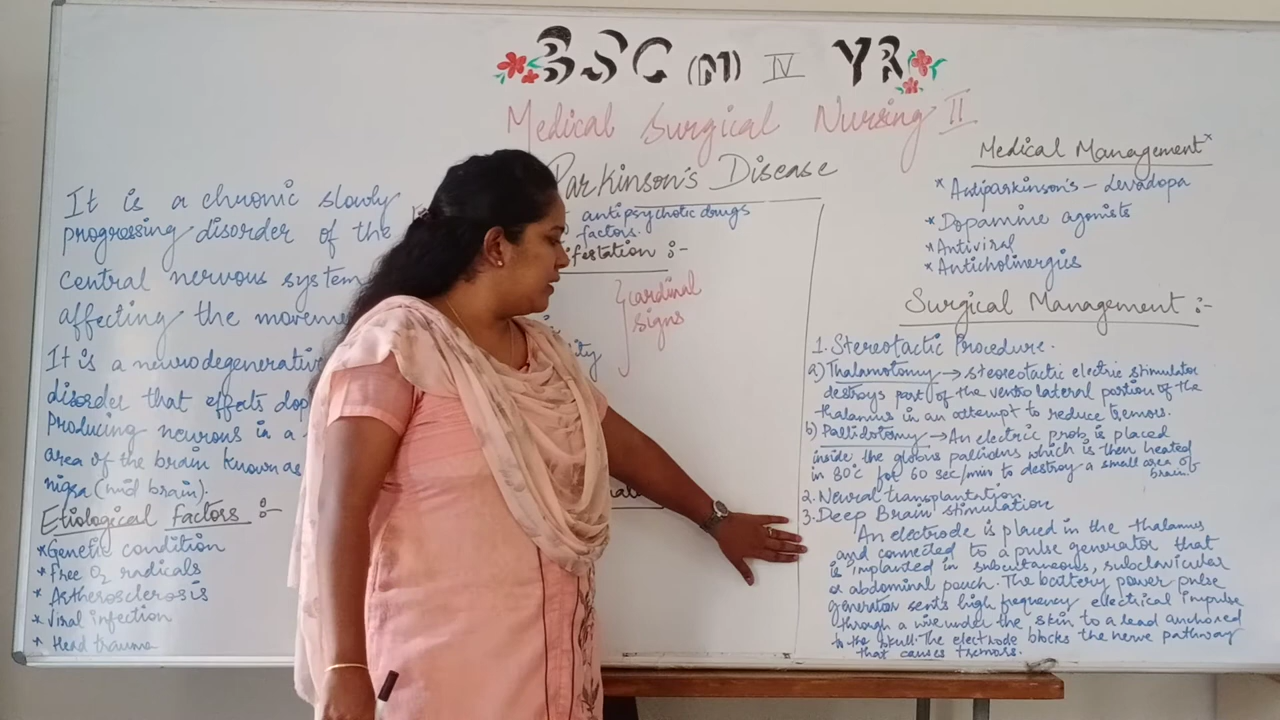 BSC (N) IV YR
Medical Surgical Nursing II
Parkinson's Disease
It is a chronic slowly
progressing disorder of the
central nervous system
affecting the
It is a neurodegenerative
disorder that effects
Producing neurons in a
area of the brain known as
nigra (mid brain).
Etiological Factors :-
*Genetic condition
*free O2 radicals
*Artherosclerosis
*Viral infection
*Head trauma
antipsychotic drugs
factors.
:-
cardinal
signs
Medical Management
*Antiparkinson's - Levadopa
*Dopamine agonists
*Antiviral
*Anticholinergics
Surgical Management :-
1. Stereotactic Procedure.
a) Thalamotomy → stereotactic electric stimulator
destroys part of the ventro lateral portion of the
thalamus in an attempt to reduce tremors.
b) Pallidotomy → An electric prob is placed
inside the globus pallidus which is then heated
in 80°C for 60 sec/min to destroy a small area of
brain.
2. Neural transplantation.
3. Deep Brain stimulation
An electrode is placed in the thalamus
and connected to a pulse generator that
is implanted in subcutaneous, subclavicular
or abdominal pouch. The battery power pulse
generator sents high frequency electrical impulse
through a wire under the skin to a lead anchored
to the skull. The electrode blocks the nerve pathway
that causes tremors.